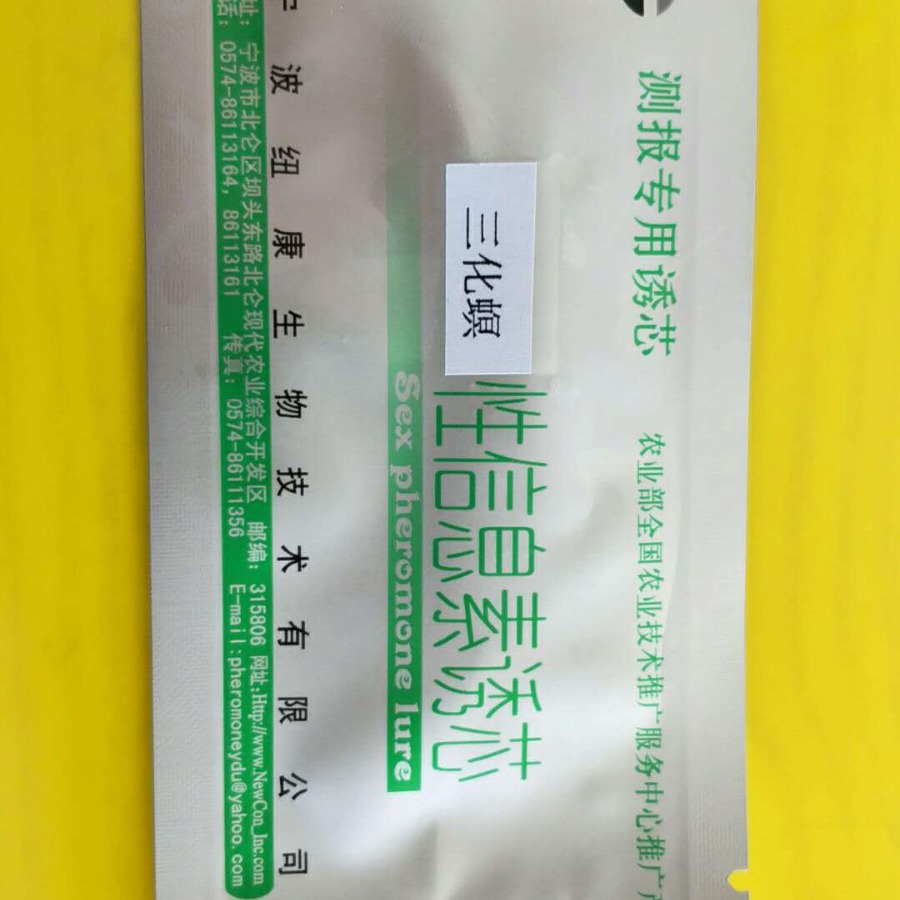 测报专用诱芯
农业部全国农业技术推广服务中心推广
三化螟
性信息素诱芯
Sex pheromone lure
宁波纽康生物技术有限公司
址: 宁波市北仑区坝头东路北仑现代农业综合开发区 邮编: 315806 网址:Http://www.NewCon_Inc.com
话: 0574-86113164, 86113161 传真: 0574-86111356 E-mail:pheromoneydu@yahoo.com